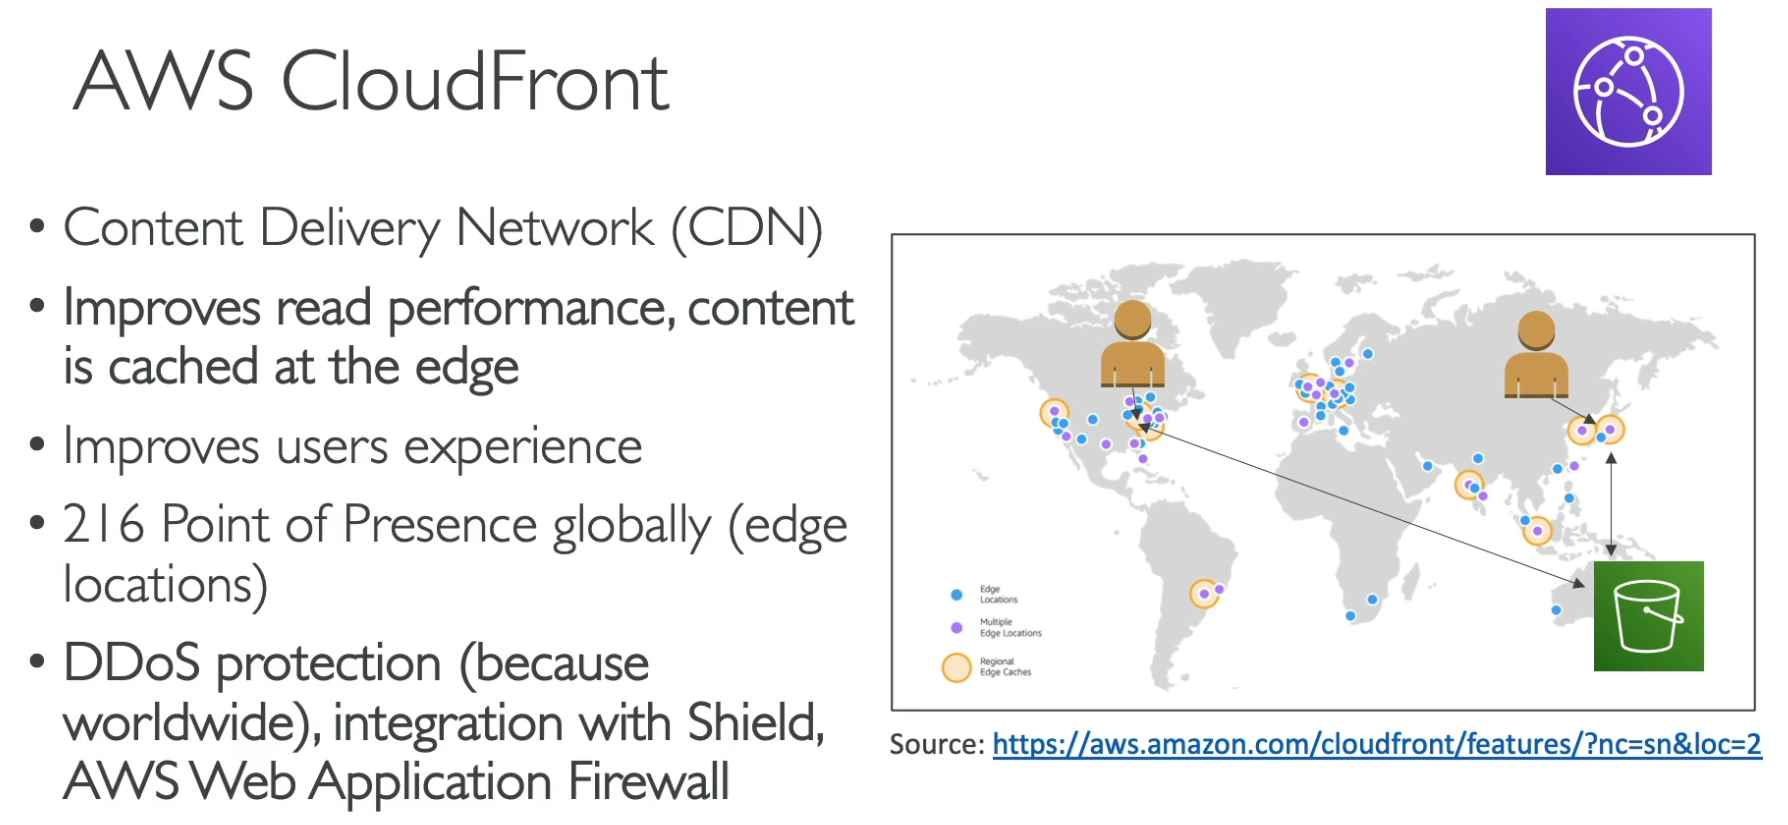 AWS CloudFront
• Content Delivery Network (CDN)
• Improves read performance, content
is cached at the edge
• Improves users experience
• 216 Point of Presence globally (edge
locations)
• DDoS protection (because
worldwide), integration with Shield,
AWS Web Application Firewall
Edge
Locations
Multiple
Edge Locations
Regional
Edge Caches
Source: https://aws.amazon.com/cloudfront/features/?nc=sn&loc=2